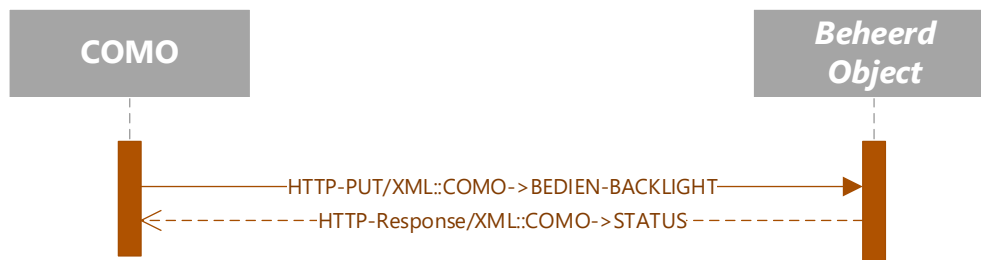 COMO
Beheerd
Object
HTTP-PUT/XML::COMO->BEDIEN-BACKLIGHT
HTTP-Response/XML::COMO->STATUS